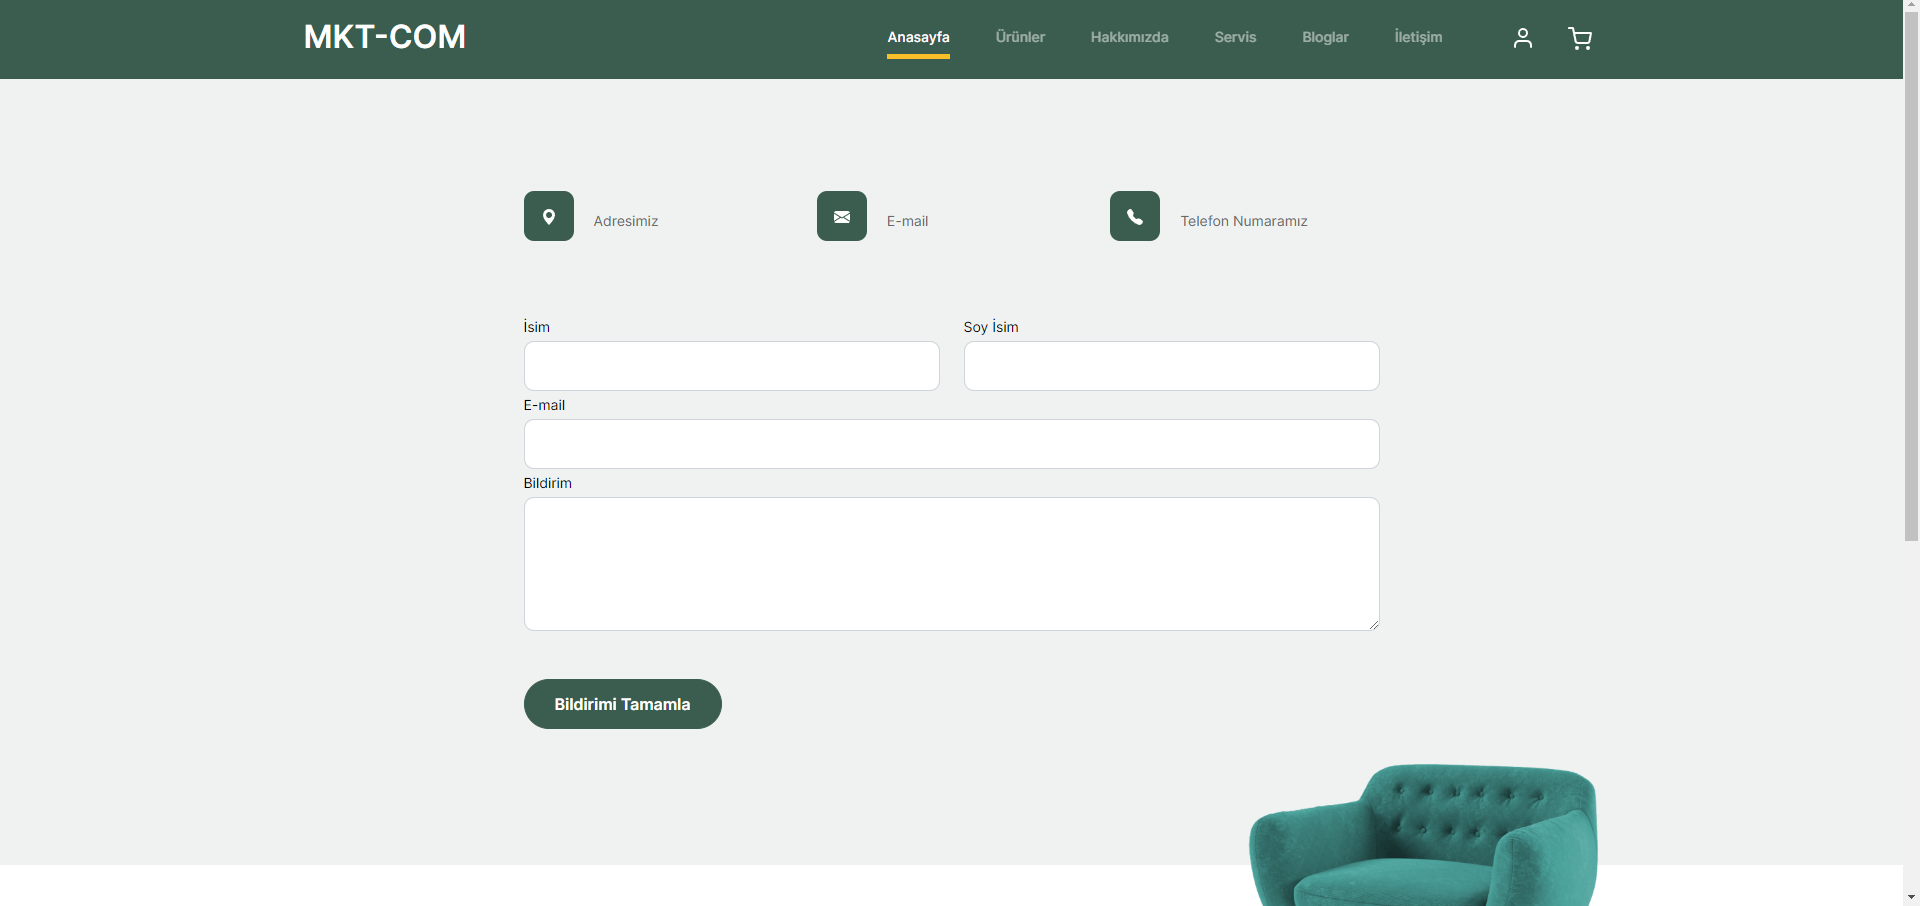 MKT-COM
Anasayfa Ürünler Hakkımızda Servis Bloglar İletişim
Adresimiz E-mail Telefon Numaramız
İsim Soy İsim
E-mail
Bildirim
Bildirimi Tamamla